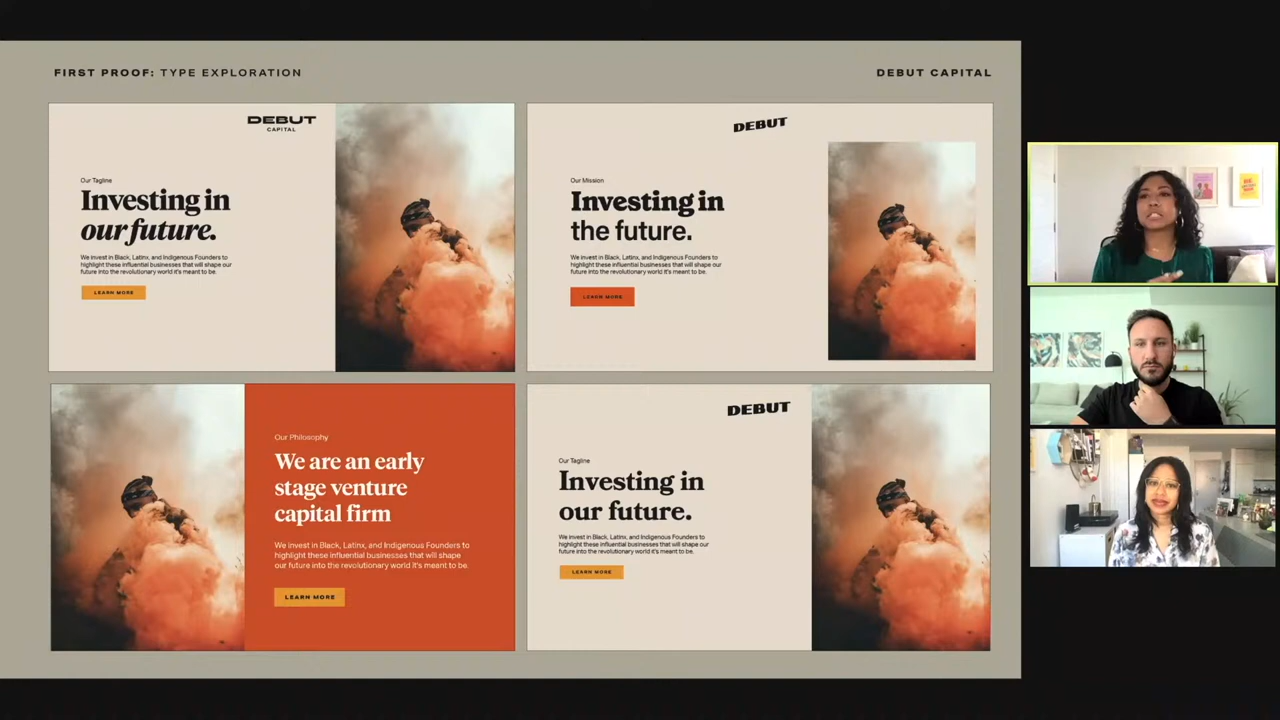 FIRST PROOF: TYPE EXPLORATION
DEBUT CAPITAL
DEBUT
CAPITAL
Our Tagline
Investing in
our future.
We invest in Black, Latinx, and Indigenous Founders to
highlight these influential businesses that will shape our
future into the revolutionary world it's meant to be.
LEARN MORE
DEBUT
Our Mission
Investing in
the future.
We invest in Black, Latinx, and Indigenous Founders to
highlight these influential businesses that will shape our
future into the revolutionary world it's meant to be.
LEARN MORE
Our Philosophy
We are an early
stage venture
capital firm
We invest in Black, Latinx, and Indigenous Founders to
highlight these influential businesses that will shape
our future into the revolutionary world it's meant to be.
LEARN MORE
DEBUT
Our Tagline
Investing in
our future.
We invest in Black, Latinx, and Indigenous Founders to
highlight these influential businesses that will shape our
future into the revolutionary world it's meant to be.
LEARN MORE